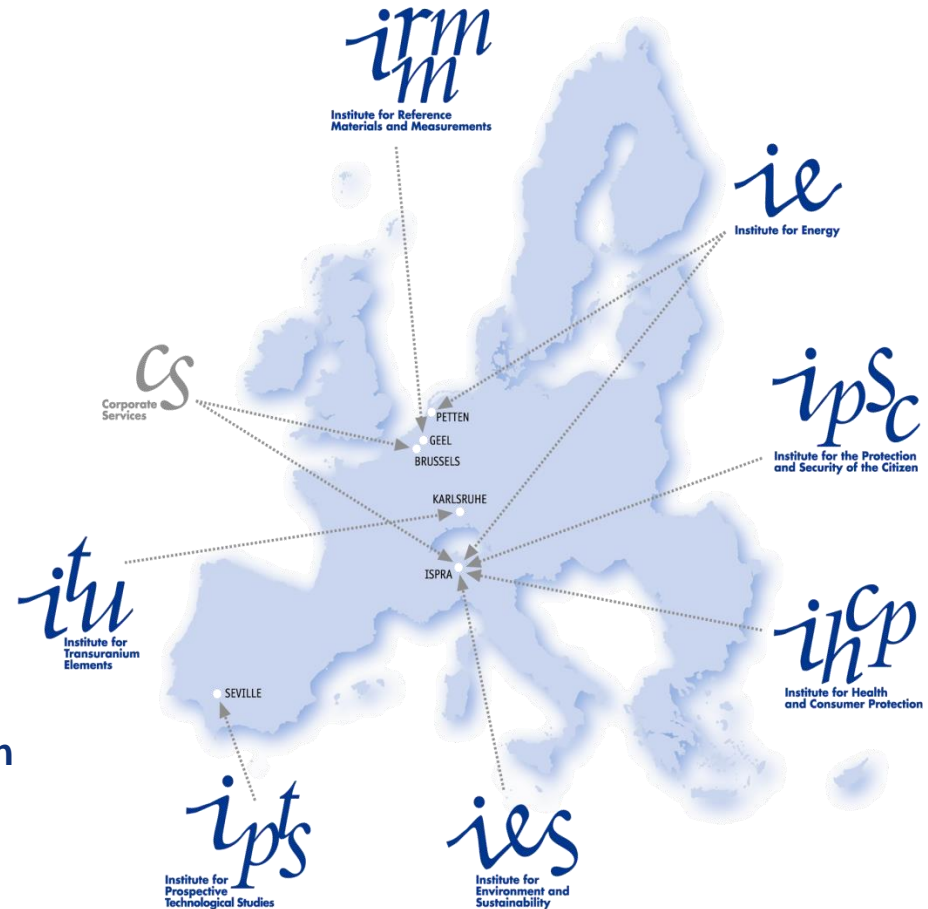 irmm
Institute for Reference
Materials and Measurements
ie
Institute for Energy
cs
Corporate
Services
ipsc
Institute for the Protection
and Security of the Citizen
PETTEN
GEEL
BRUSSELS
KARLSRUHE
ISPRA
itu
Institute for
Transuranium
Elements
ihcp
Institute for Health
and Consumer Protection
SEVILLE
n
ipts
Institute for
Prospective
Technological Studies
ies
Institute for
Environment and
Sustainability